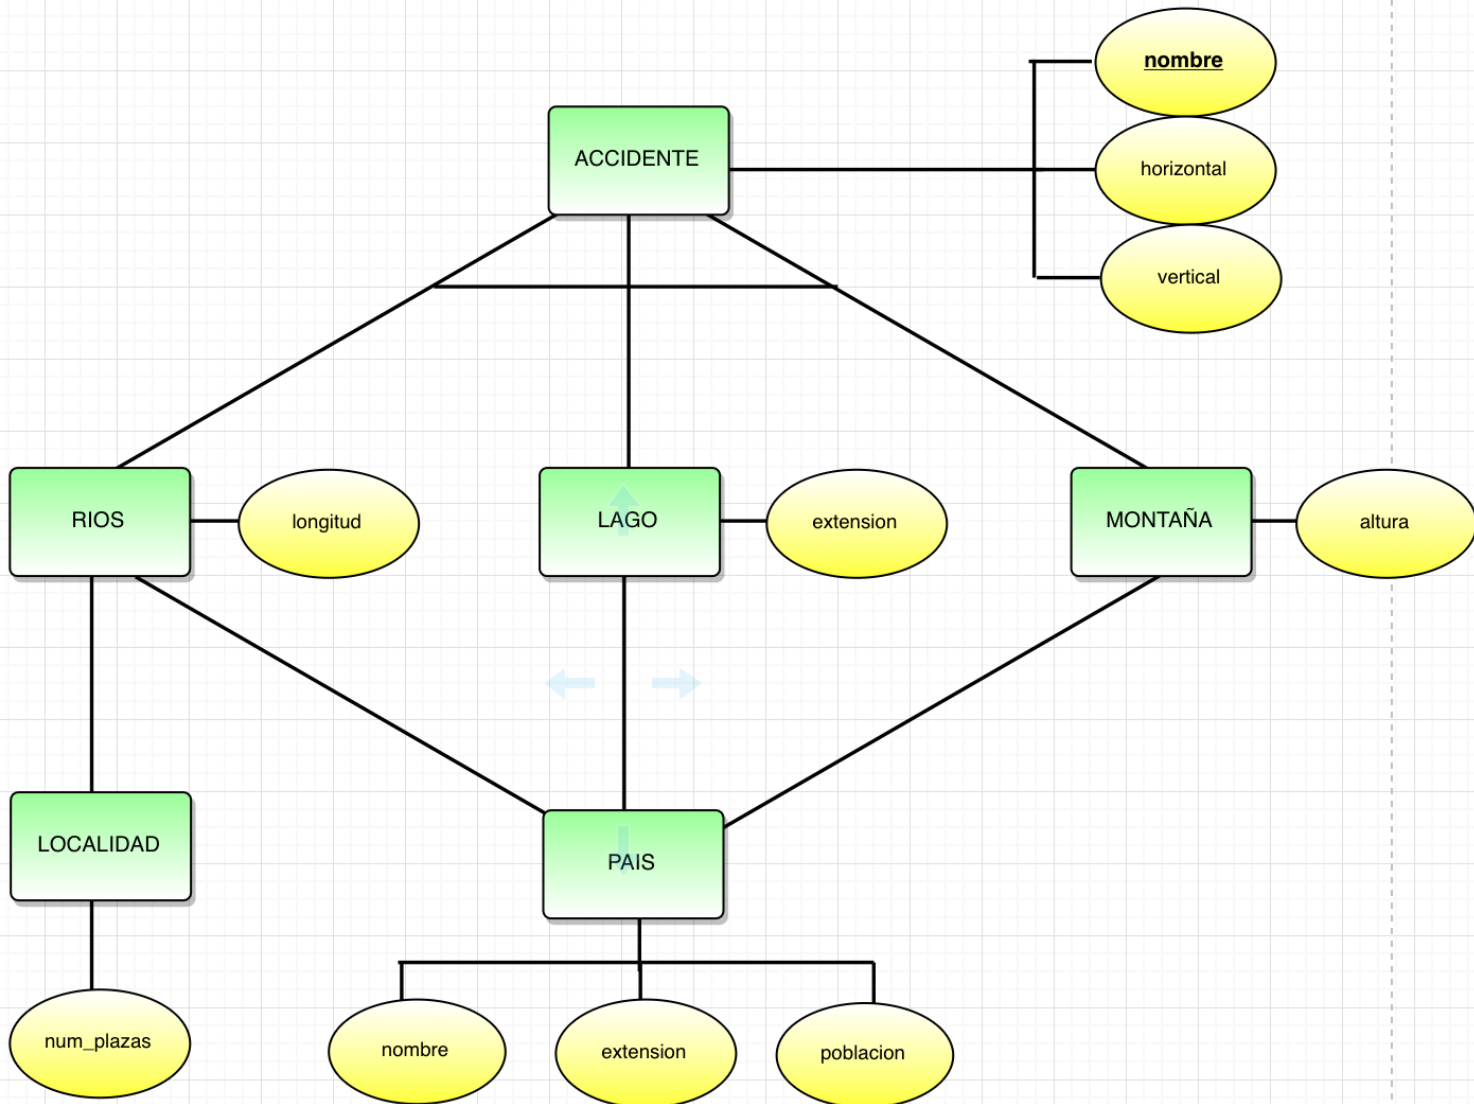 nombre
ACCIDENTE
horizontal
vertical
RIOS
longitud
LAGO
extension
MONTAÑA
altura
LOCALIDAD
PAIS
num_plazas
nombre
extension
poblacion